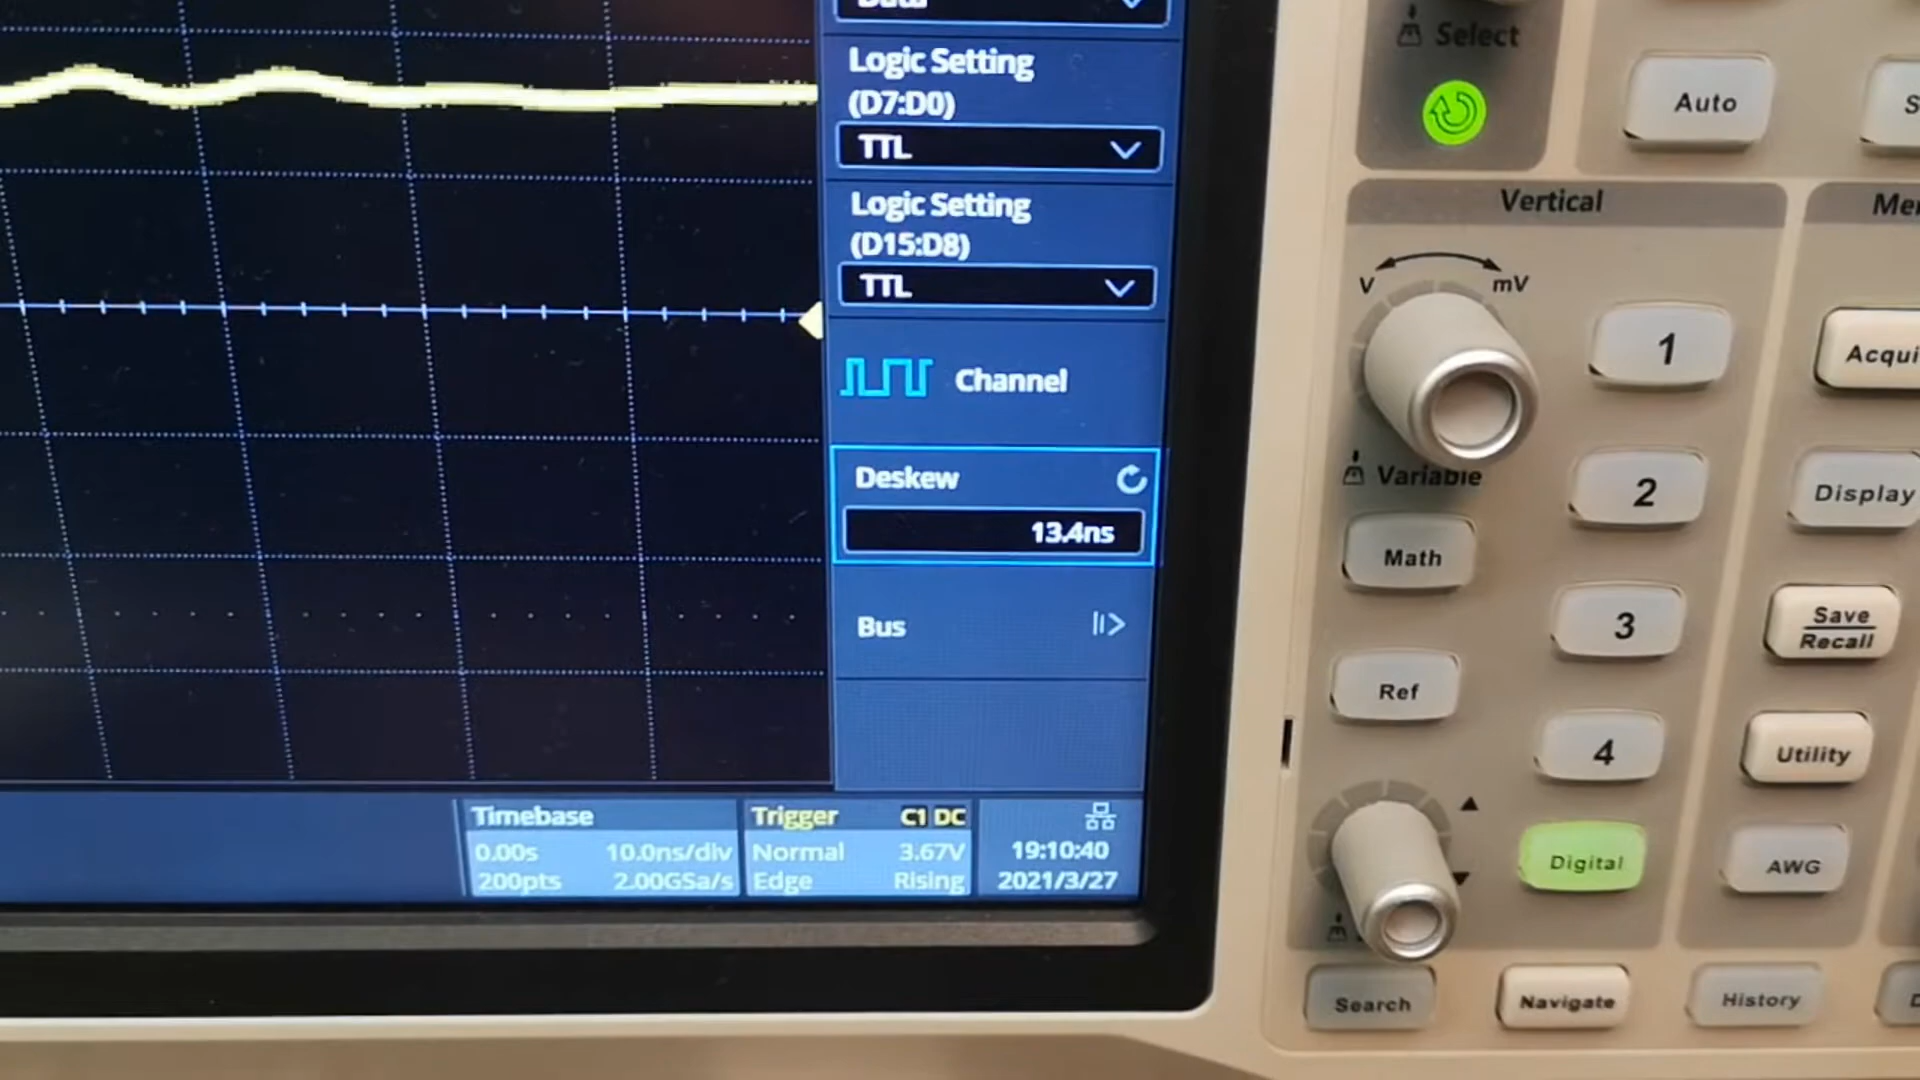 Data
Logic Setting
(D7:D0)
TTL
Logic Setting
(D15:D8)
TTL
Channel
Deskew
13.4ns
Bus
Timebase
0.00s 10.0ns/div
200pts 2.00GSa/s
Trigger C1 DC
Normal 3.67V
Edge Rising
19:10:40
2021/3/27
Select
Auto
Vertical
V mV
Variable
1
2
3
4
Math
Ref
Digital
Search
Navigate
History
Acqui
Display
Save
Recall
Utility
AWG